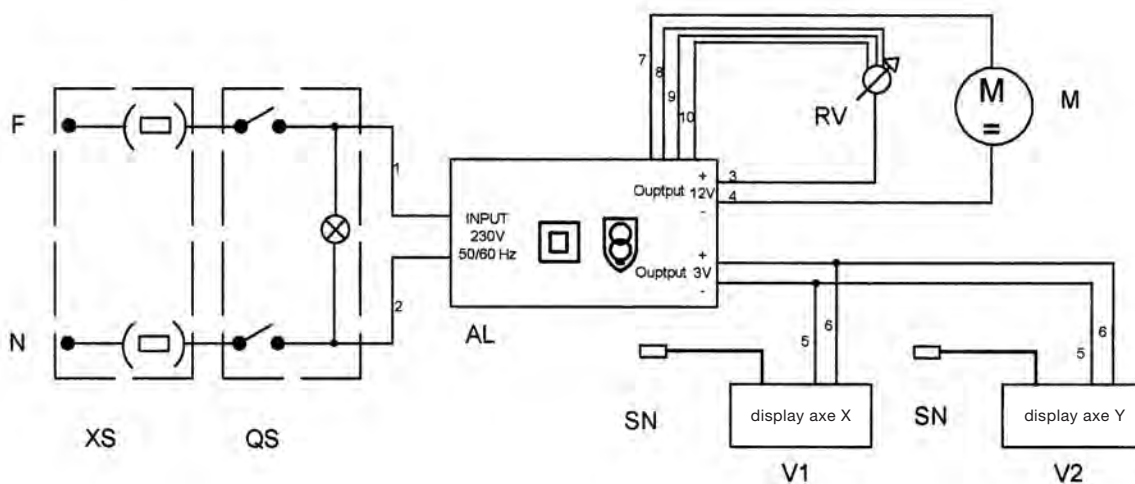 F
N
XS
QS
1
2
AL
INPUT
230V
50/60 Hz
Ouptput 12V
+
-
Ouptput 3V
+
-
7
8
9
10
RV
M
=
M
3
4
5
6
5
6
SN
display axe X
V1
SN
display axe Y
V2